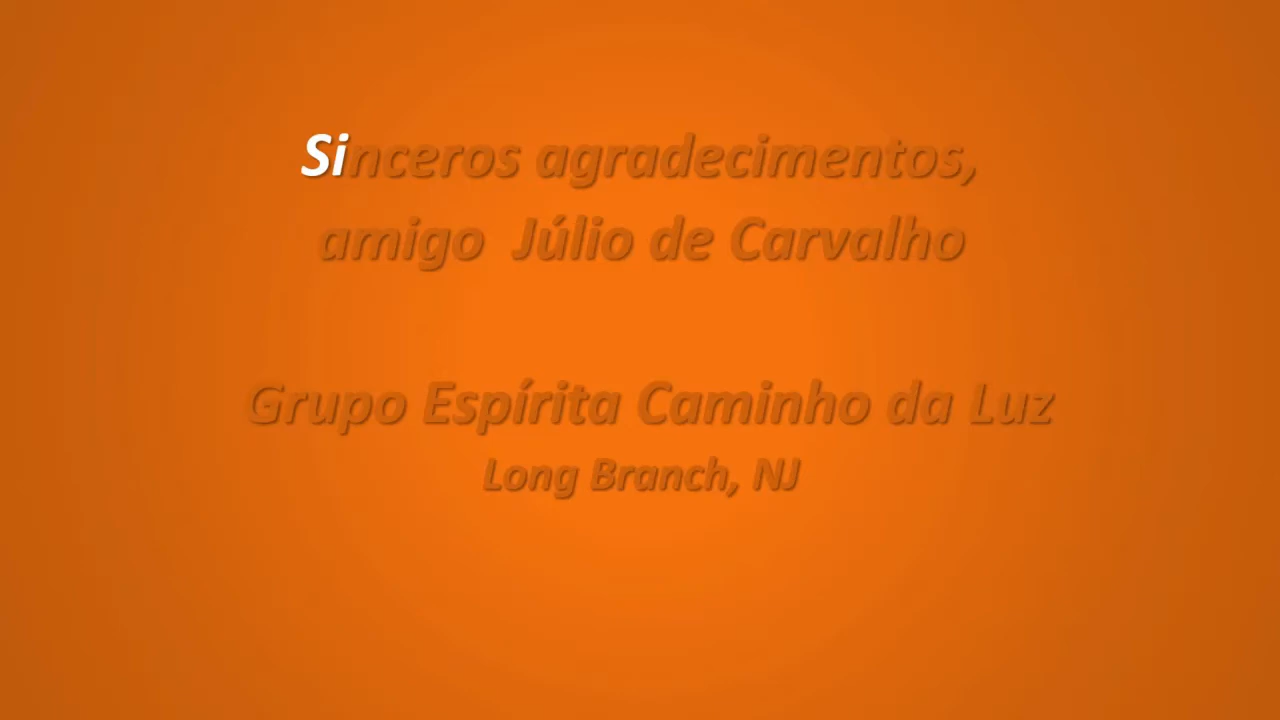 Sinceros agradecimentos,
amigo Júlio de Carvalho
Grupo Espírita Caminho da Luz
Long Branch, NJ